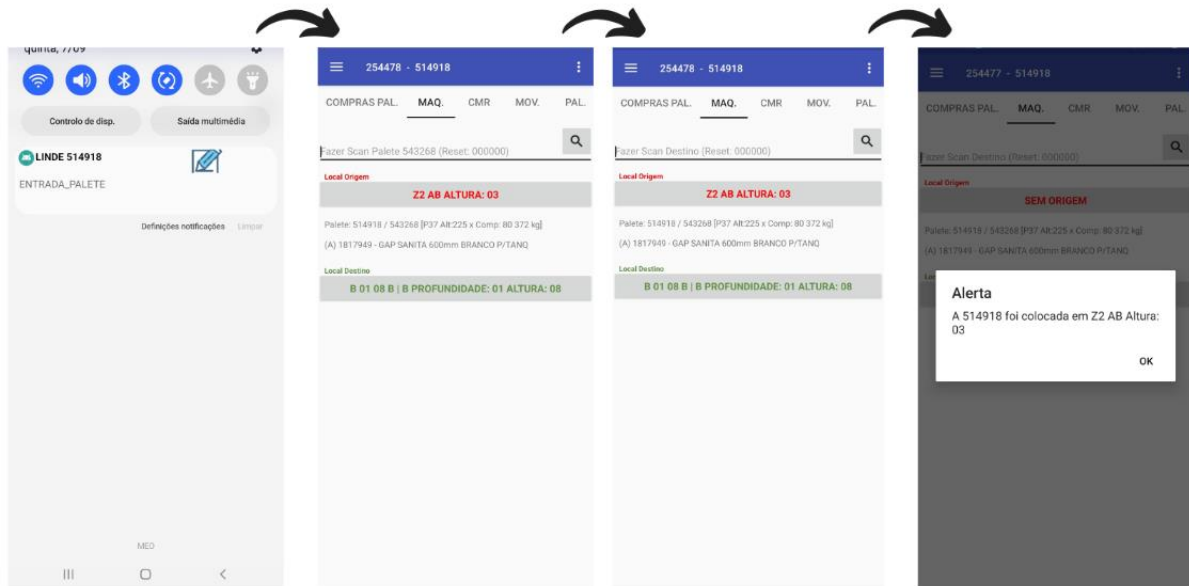 quinta, 7/09
Controlo de disp.
Saída multimédia
LINDE 514918
ENTRADA_PALETE
Definições notificações
Limpar
MEO
254478 - 514918
COMPRAS PAL. MAQ. CMR MOV. PAL.
Fazer Scan Palete 543268 (Reset: 000000)
Local Origem
Z2 AB ALTURA: 03
Palete: 514918 / 543268 [P37 Alt:225 x Comp: 80 372 kg]
(A) 1817949 - GAP SANITA 600mm BRANCO P/TANQ
Local Destino
B 01 08 B | B PROFUNDIDADE: 01 ALTURA: 08
254478 - 514918
COMPRAS PAL. MAQ. CMR MOV. PAL.
Fazer Scan Destino (Reset: 000000)
Local Origem
Z2 AB ALTURA: 03
Palete: 514918 / 543268 [P37 Alt:225 x Comp: 80 372 kg]
(A) 1817949 - GAP SANITA 600mm BRANCO P/TANQ
Local Destino
B 01 08 B | B PROFUNDIDADE: 01 ALTURA: 08
254477 - 514918
COMPRAS PAL. MAQ. CMR MOV. PAL.
Fazer Scan Destino (Reset: 000000)
Local Origem
SEM ORIGEM
Palete: 514918 / 543268 [P37 Alt:225 x Comp: 80 372 kg]
(A) 1817949 - GAP SANITA 600mm BRANCO P/TANQ
Alerta
A 514918 foi colocada em Z2 AB Altura:
03
OK